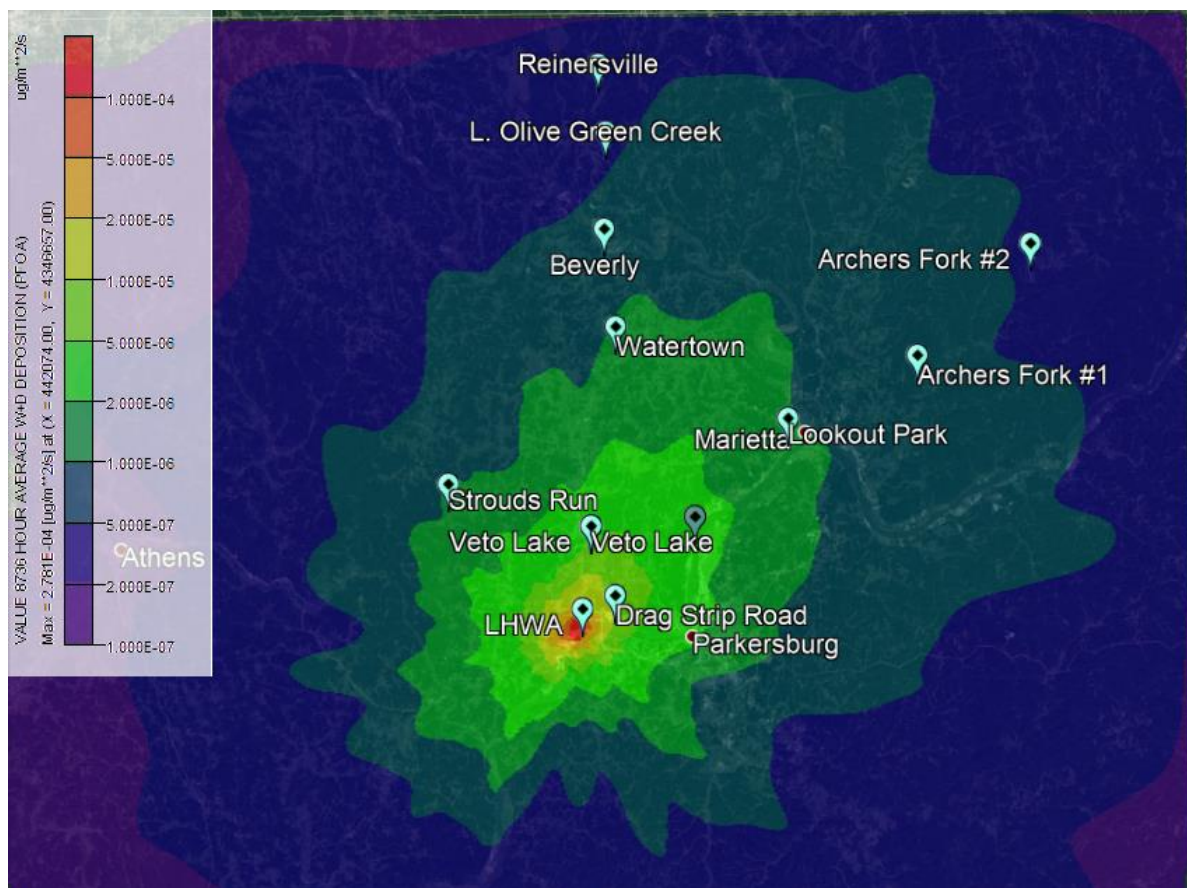 ug/m**2/s
VALUE 8736 HOUR AVERAGE W+D DEPOSITION (PFOA)
Max = 2.781E-04 [ug/m**2/s] at (X = 442074.00, Y = 4346657.00)
1.000E-04
5.000E-05
2.000E-05
1.000E-05
5.000E-06
2.000E-06
1.000E-06
5.000E-07
2.000E-07
1.000E-07
Reinersville
L. Olive Green Creek
Beverly
Archers Fork #2
Watertown
Archers Fork #1
Marietta
Lookout Park
Strouds Run
Veto Lake
Veto Lake
Athens
LHWA
Drag Strip Road
Parkersburg